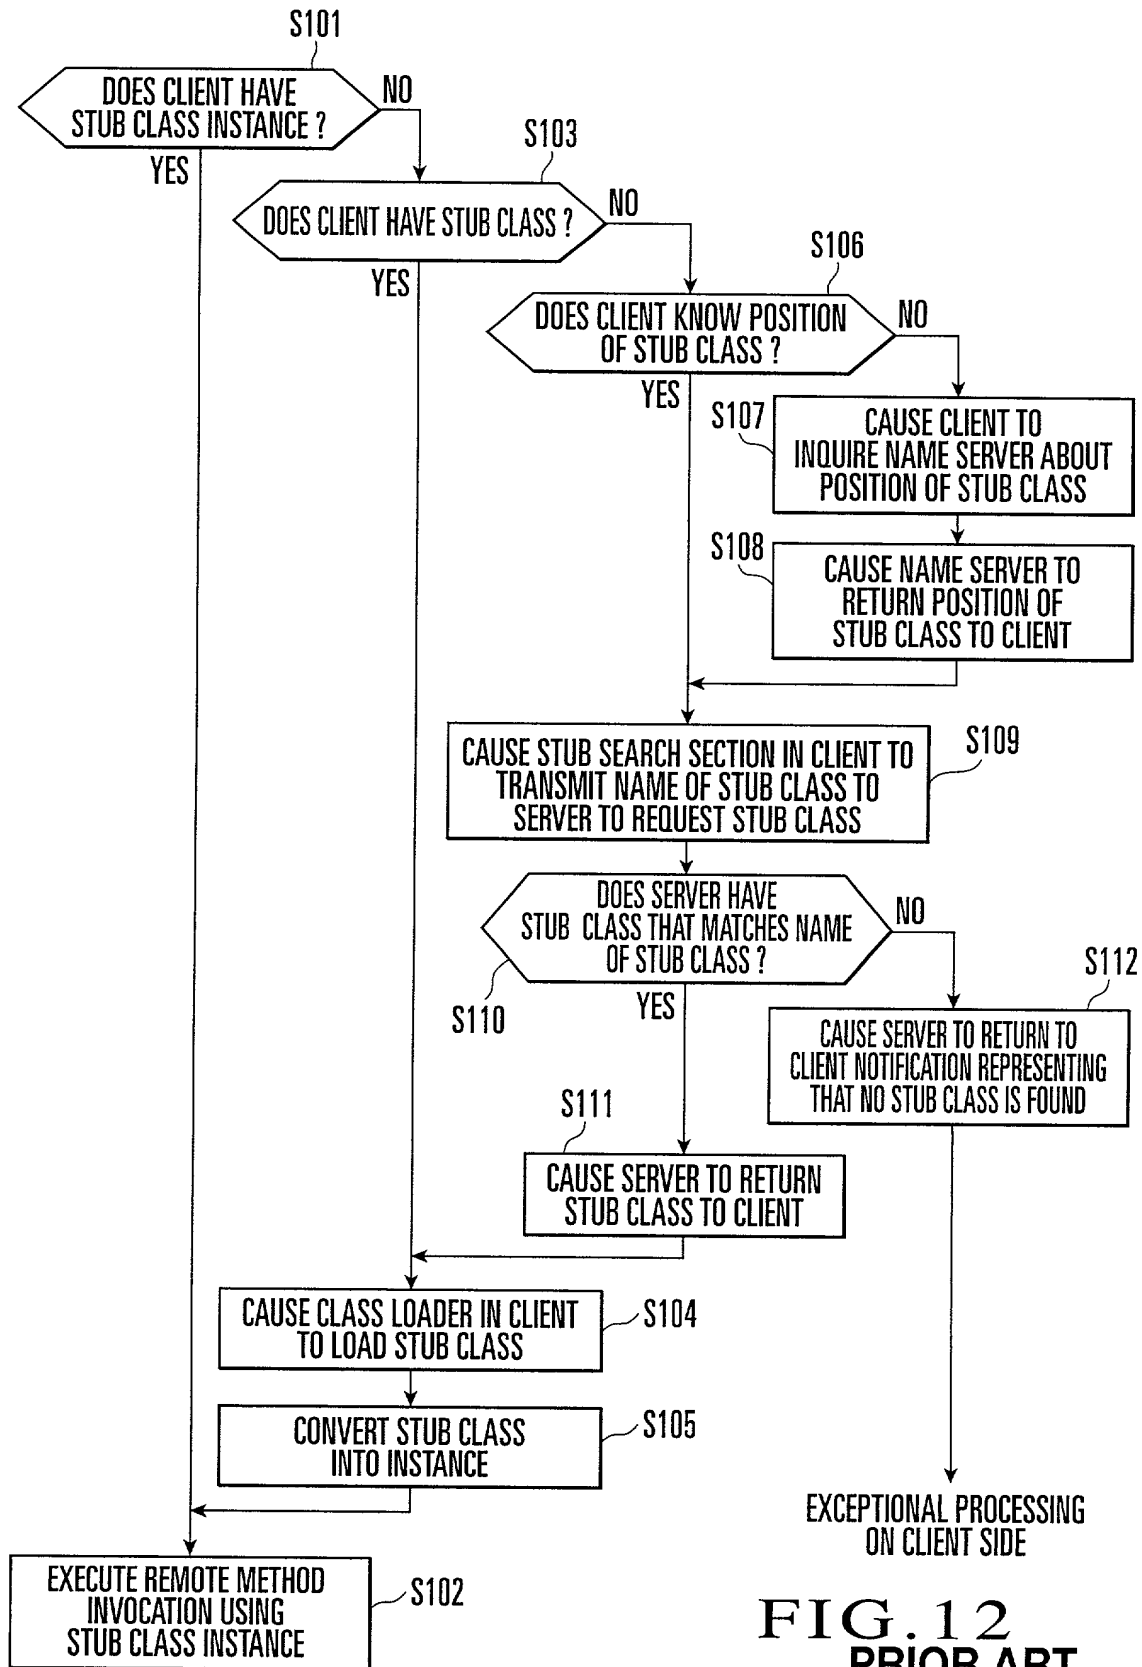 S101
DOES CLIENT HAVE
STUB CLASS INSTANCE ?
NO
YES
S103
DOES CLIENT HAVE STUB CLASS ?
NO
YES
S106
DOES CLIENT KNOW POSITION
OF STUB CLASS ?
NO
YES
S107
CAUSE CLIENT TO
INQUIRE NAME SERVER ABOUT
POSITION OF STUB CLASS
S108
CAUSE NAME SERVER TO
RETURN POSITION OF
STUB CLASS TO CLIENT
CAUSE STUB SEARCH SECTION IN CLIENT TO
TRANSMIT NAME OF STUB CLASS TO
SERVER TO REQUEST STUB CLASS
S109
DOES SERVER HAVE
STUB CLASS THAT MATCHES NAME
OF STUB CLASS ?
NO
S110
YES
S112
CAUSE SERVER TO RETURN TO
CLIENT NOTIFICATION REPRESENTING
THAT NO STUB CLASS IS FOUND
S111
CAUSE SERVER TO RETURN
STUB CLASS TO CLIENT
CAUSE CLASS LOADER IN CLIENT
TO LOAD STUB CLASS
S104
CONVERT STUB CLASS
INTO INSTANCE
S105
EXCEPTIONAL PROCESSING
ON CLIENT SIDE
EXECUTE REMOTE METHOD
INVOCATION USING
STUB CLASS INSTANCE
S102
FIG.12
PRIOR ART